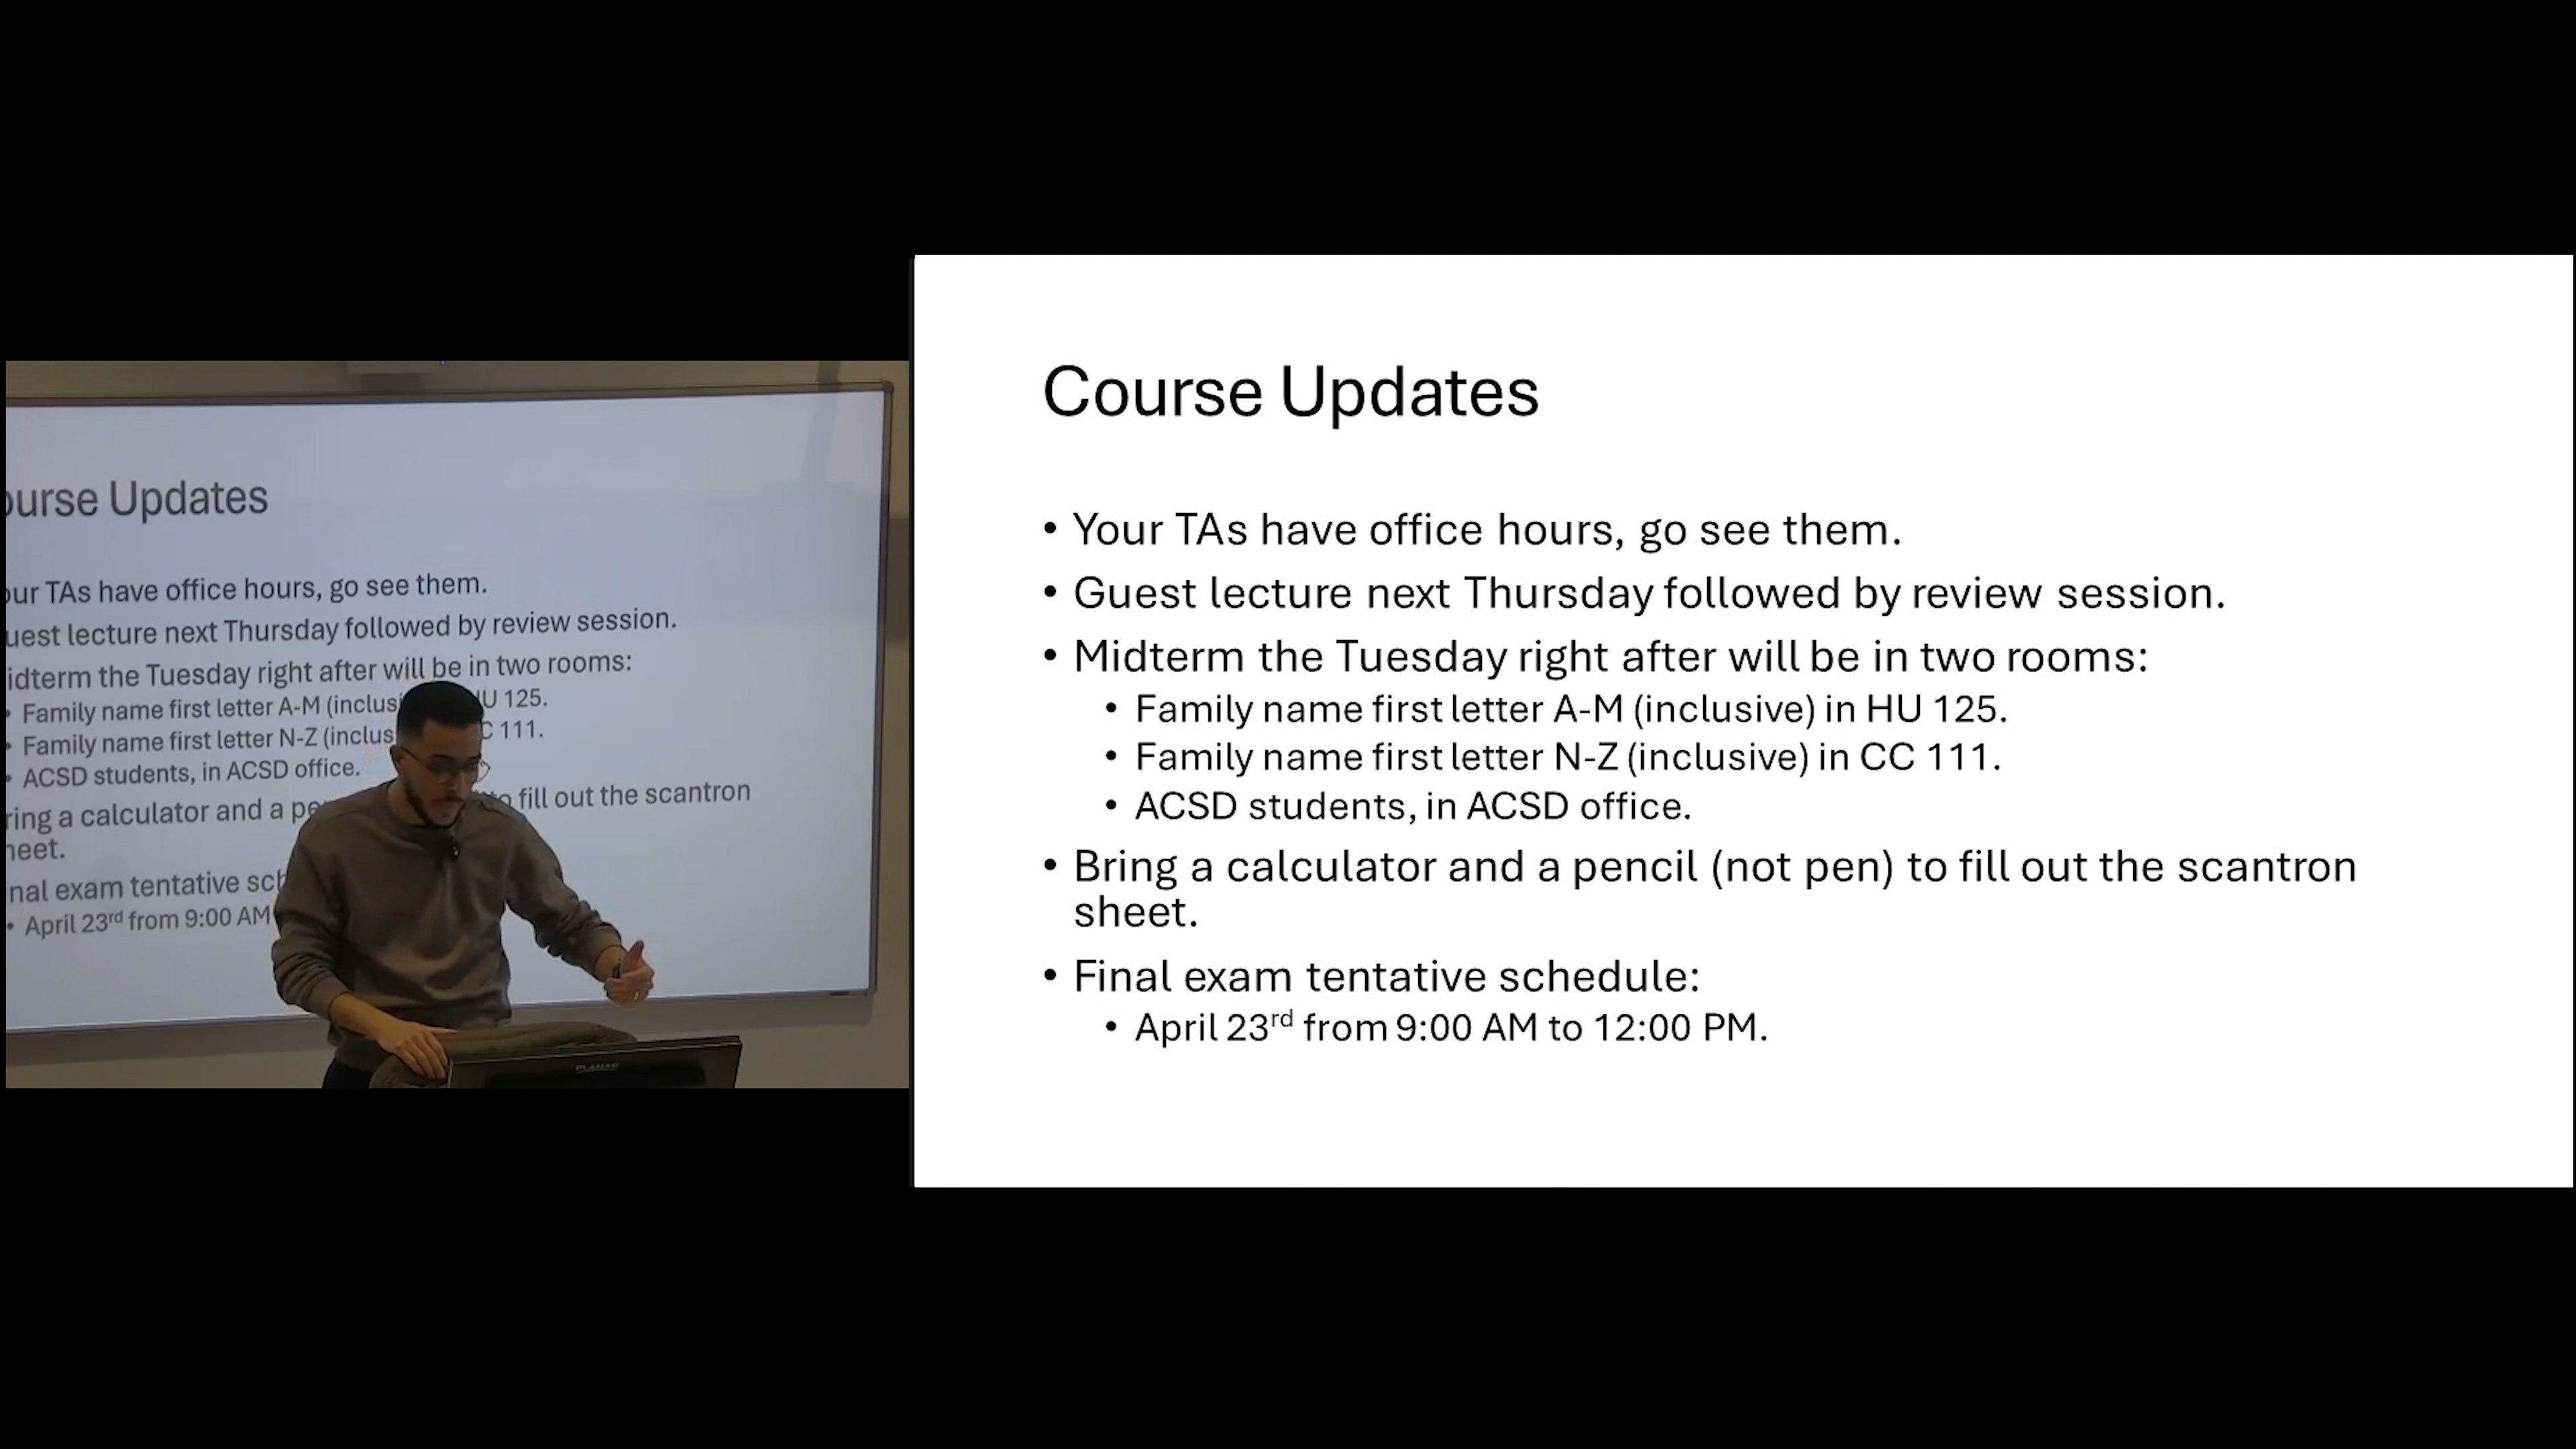 ourse Updates
our TAs have office hours, go see them.
uest lecture next Thursday followed by review session.
idterm the Tuesday right after will be in two rooms:
• Family name first letter A-M (inclusi U 125.
• Family name first letter N-Z (inclus C 111.
• ACSD students, in ACSD office.
ring a calculator and a pe to fill out the scantron
heet.
nal exam tentative sch
• April 23rd from 9:00 AM
PLANAR
Course Updates
• Your TAs have office hours, go see them.
• Guest lecture next Thursday followed by review session.
• Midterm the Tuesday right after will be in two rooms:
• Family name first letter A-M (inclusive) in HU 125.
• Family name first letter N-Z (inclusive) in CC 111.
• ACSD students, in ACSD office.
• Bring a calculator and a pencil (not pen) to fill out the scantron
sheet.
• Final exam tentative schedule:
• April 23rd from 9:00 AM to 12:00 PM.